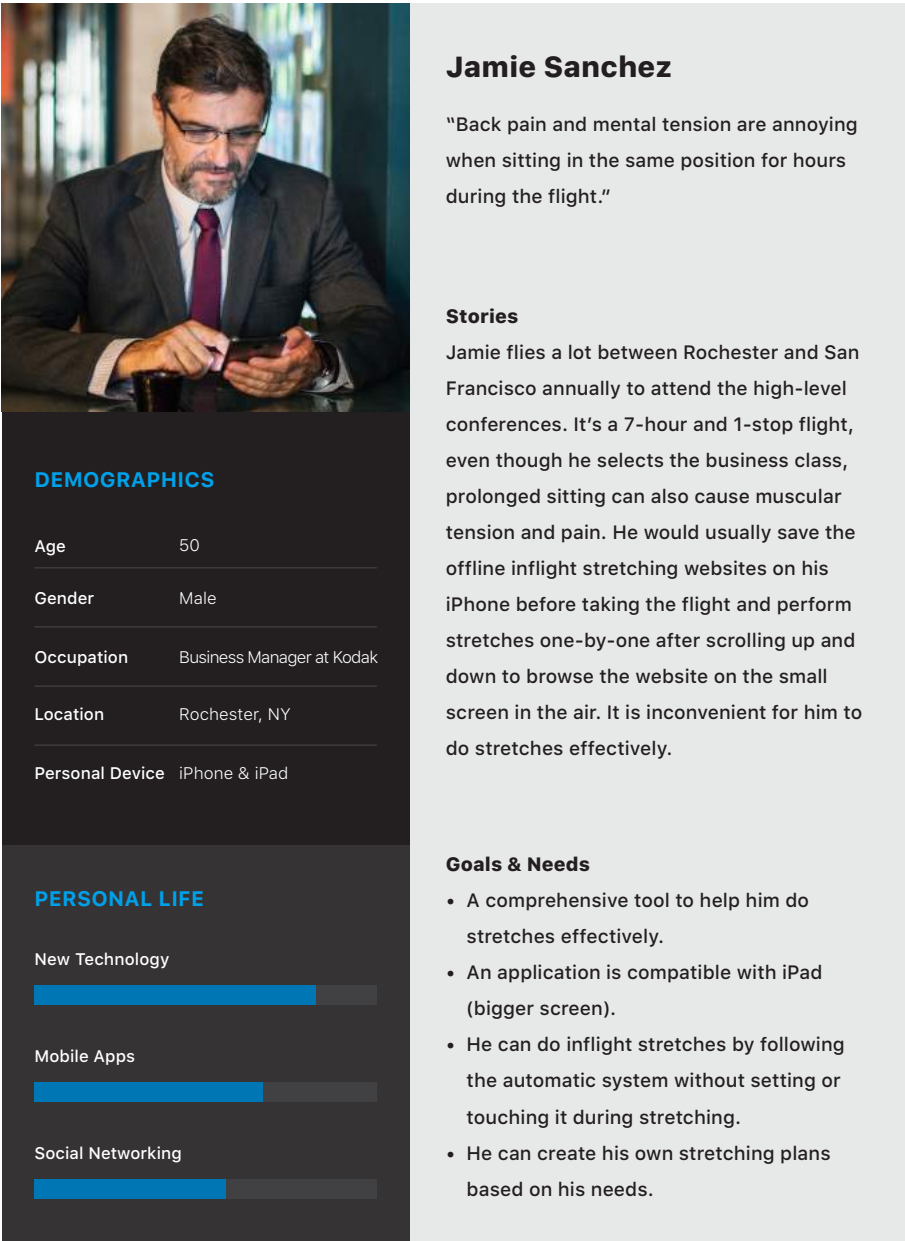 Jamie Sanchez
“Back pain and mental tension are annoying
when sitting in the same position for hours
during the flight.”
Stories
Jamie flies a lot between Rochester and San
Francisco annually to attend the high-level
conferences. It’s a 7-hour and 1-stop flight,
even though he selects the business class,
prolonged sitting can also cause muscular
tension and pain. He would usually save the
offline inflight stretching websites on his
iPhone before taking the flight and perform
stretches one-by-one after scrolling up and
down to browse the website on the small
screen in the air. It is inconvenient for him to
do stretches effectively.
Goals & Needs
• A comprehensive tool to help him do
stretches effectively.
• An application is compatible with iPad
(bigger screen).
• He can do inflight stretches by following
the automatic system without setting or
touching it during stretching.
• He can create his own stretching plans
based on his needs.
DEMOGRAPHICS
Age 50
Gender Male
Occupation Business Manager at Kodak
Location Rochester, NY
Personal Device iPhone & iPad
PERSONAL LIFE
New Technology
Mobile Apps
Social Networking